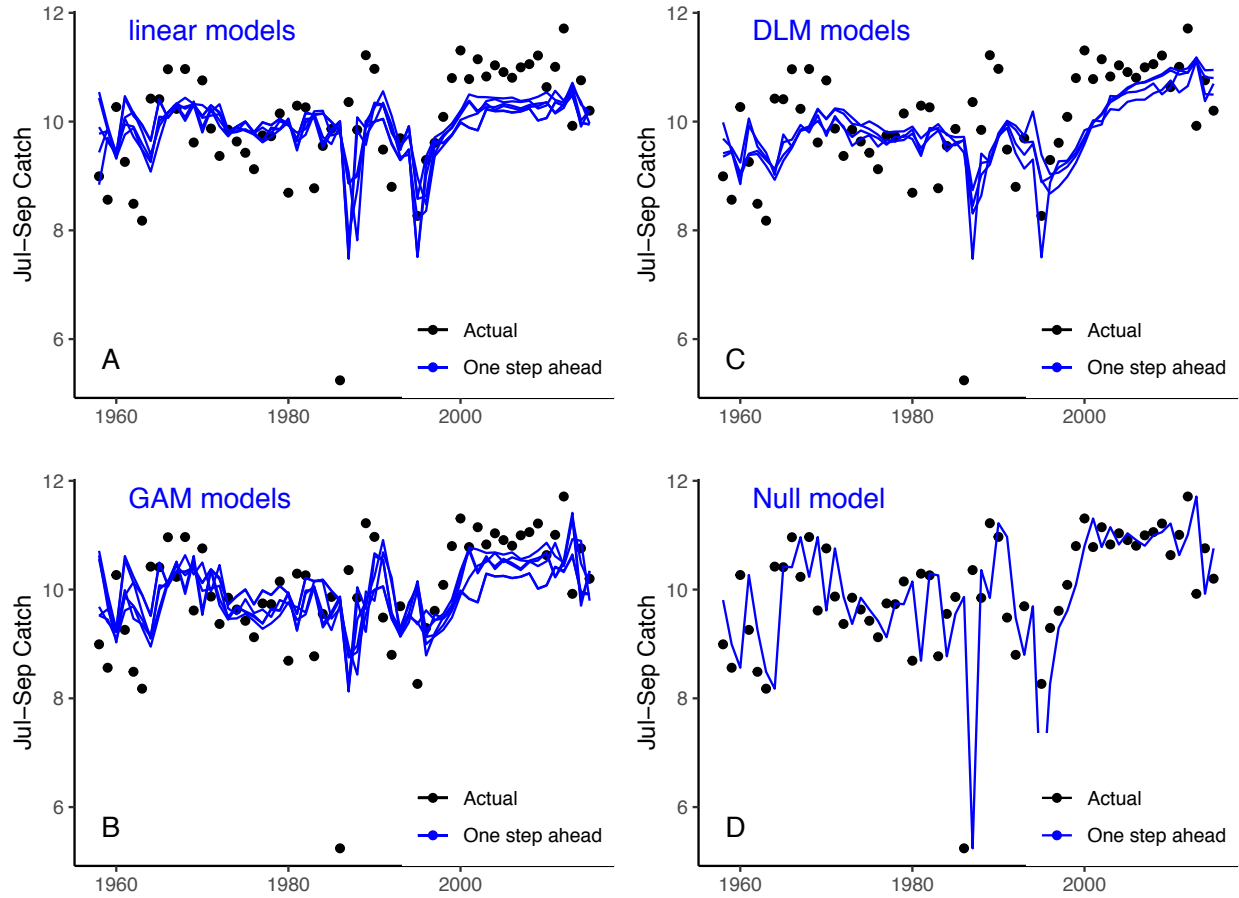 linear models
12
10
8
6
Jul−Sep Catch
Actual
One step ahead
A
1960
1980
2000
DLM models
12
10
8
6
Jul−Sep Catch
Actual
One step ahead
C
1960
1980
2000
GAM models
12
10
8
6
Jul−Sep Catch
Actual
One step ahead
B
1960
1980
2000
Null model
12
10
8
6
Jul−Sep Catch
Actual
One step ahead
D
1960
1980
2000